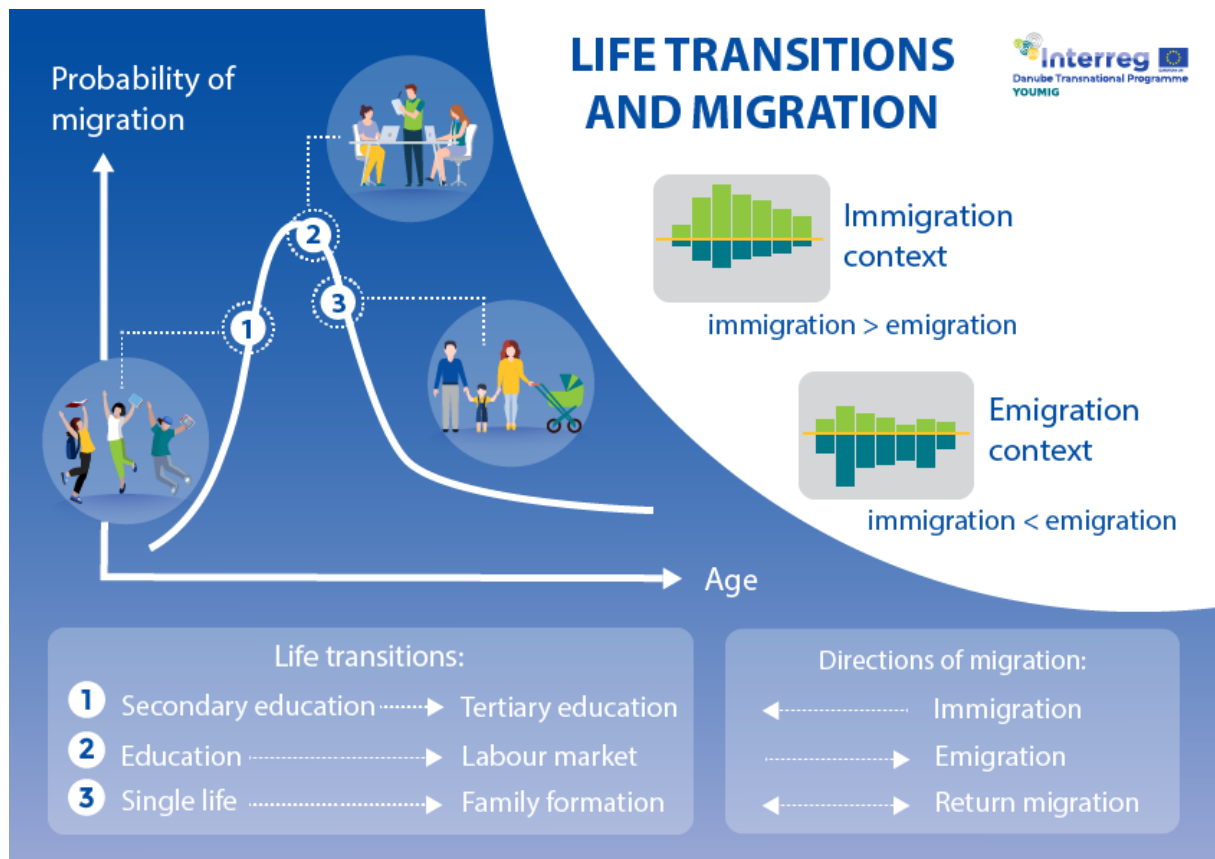 LIFE TRANSITIONS
AND MIGRATION
Interreg
Danube Transnational Programme
YOUMIG
Probability of
migration
1
2
3
Age
Immigration
context
immigration > emigration
Emigration
context
immigration < emigration
Life transitions:
1 Secondary education Tertiary education
2 Education Labour market
3 Single life Family formation
Directions of migration:
Immigration
Emigration
Return migration